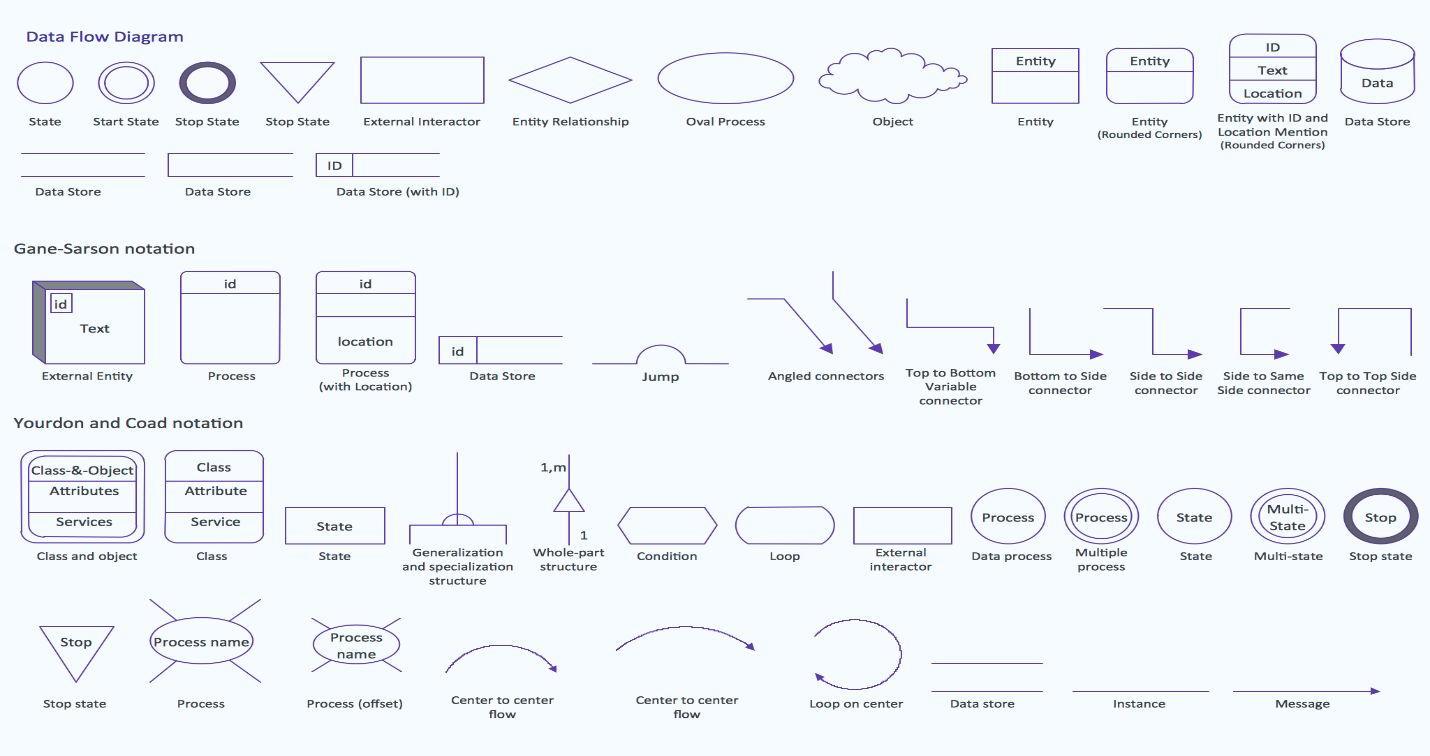 Data Flow Diagram
Entity
Entity
ID
Text
Location
Data
State
Start State
Stop State
Stop State
External Interactor
Entity Relationship
Oval Process
Object
Entity
Entity
(Rounded Corners)
Entity with ID and
Location Mention
(Rounded Corners)
Data Store
ID
Data Store
Data Store
Data Store (with ID)
Gane-Sarson notation
id
Text
External Entity
id
Process
id
location
Process
(with Location)
id
Data Store
Jump
Angled connectors
Top to Bottom
Variable
connector
Bottom to Side
connector
Side to Side
connector
Side to Same
Side connector
Top to Top Side
connector
Yourdon and Coad notation
Class-&-Object
Attributes
Services
Class and object
Class
Attribute
Service
Class
State
State
Generalization
and specialization
structure
1,m
1
Whole-part
structure
Condition
Loop
External
interactor
Process
Data process
Process
Multiple
process
State
State
Multi-
State
Multi-state
Stop
Stop state
Stop
Stop state
Process name
Process
Process
name
Process (offset)
Center to center
flow
Center to center
flow
Loop on center
Data store
Instance
Message